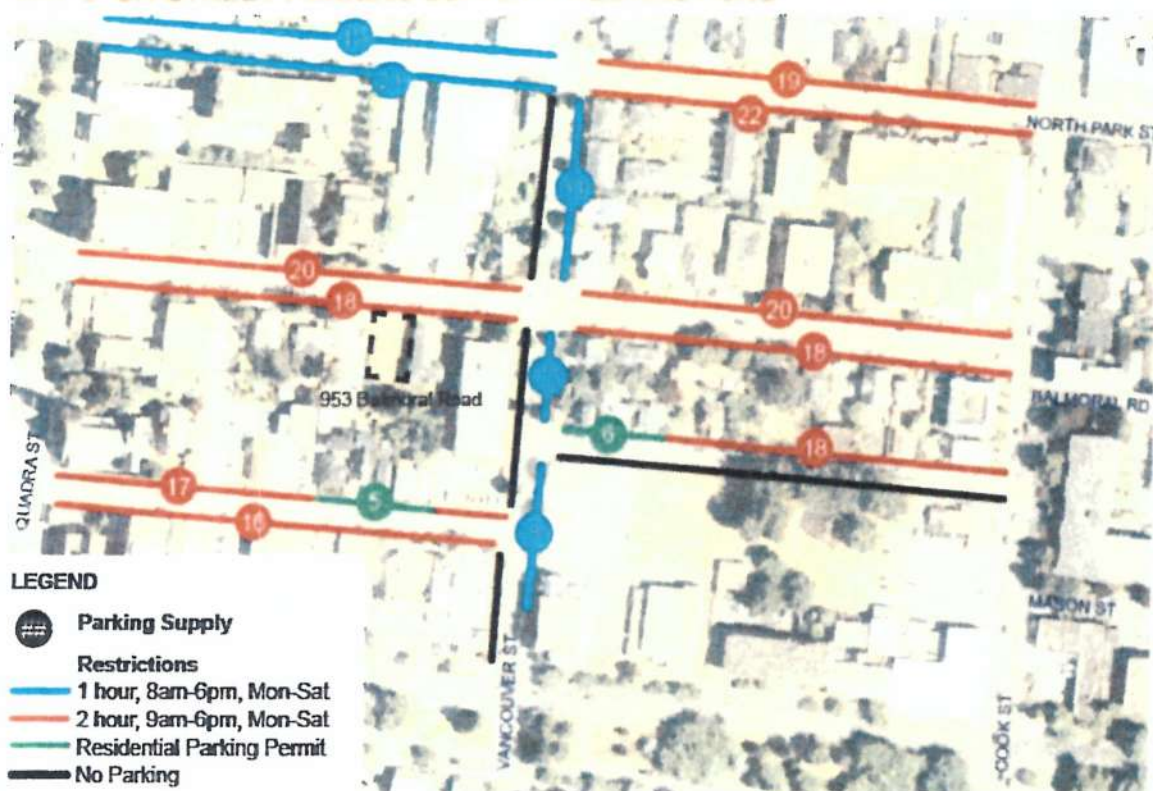 19
22
NORTH PARK ST
20
18
20
18
953 Balmoral Road
BALMORAL RD
QUADRA ST
6
18
17
5
16
LEGEND
Parking Supply
Restrictions
1 hour, 8am-6pm, Mon-Sat
2 hour, 9am-6pm, Mon-Sat
Residential Parking Permit
No Parking
MASON ST
VANCOUVER ST
COOK ST